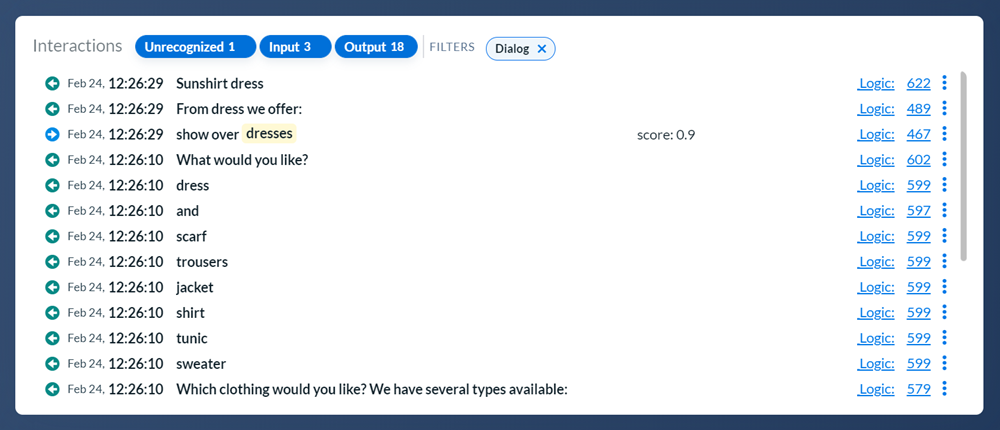 Interactions Unrecognized 1 Input 3 Output 18 FILTERS Dialog ✕
Feb 24, 12:26:29 Sunshirt dress Logic: 622
Feb 24, 12:26:29 From dress we offer: Logic: 489
Feb 24, 12:26:29 show over dresses score: 0.9 Logic: 467
Feb 24, 12:26:10 What would you like? Logic: 602
Feb 24, 12:26:10 dress Logic: 599
Feb 24, 12:26:10 and Logic: 597
Feb 24, 12:26:10 scarf Logic: 599
Feb 24, 12:26:10 trousers Logic: 599
Feb 24, 12:26:10 jacket Logic: 599
Feb 24, 12:26:10 shirt Logic: 599
Feb 24, 12:26:10 tunic Logic: 599
Feb 24, 12:26:10 sweater Logic: 599
Feb 24, 12:26:10 Which clothing would you like? We have several types available: Logic: 579